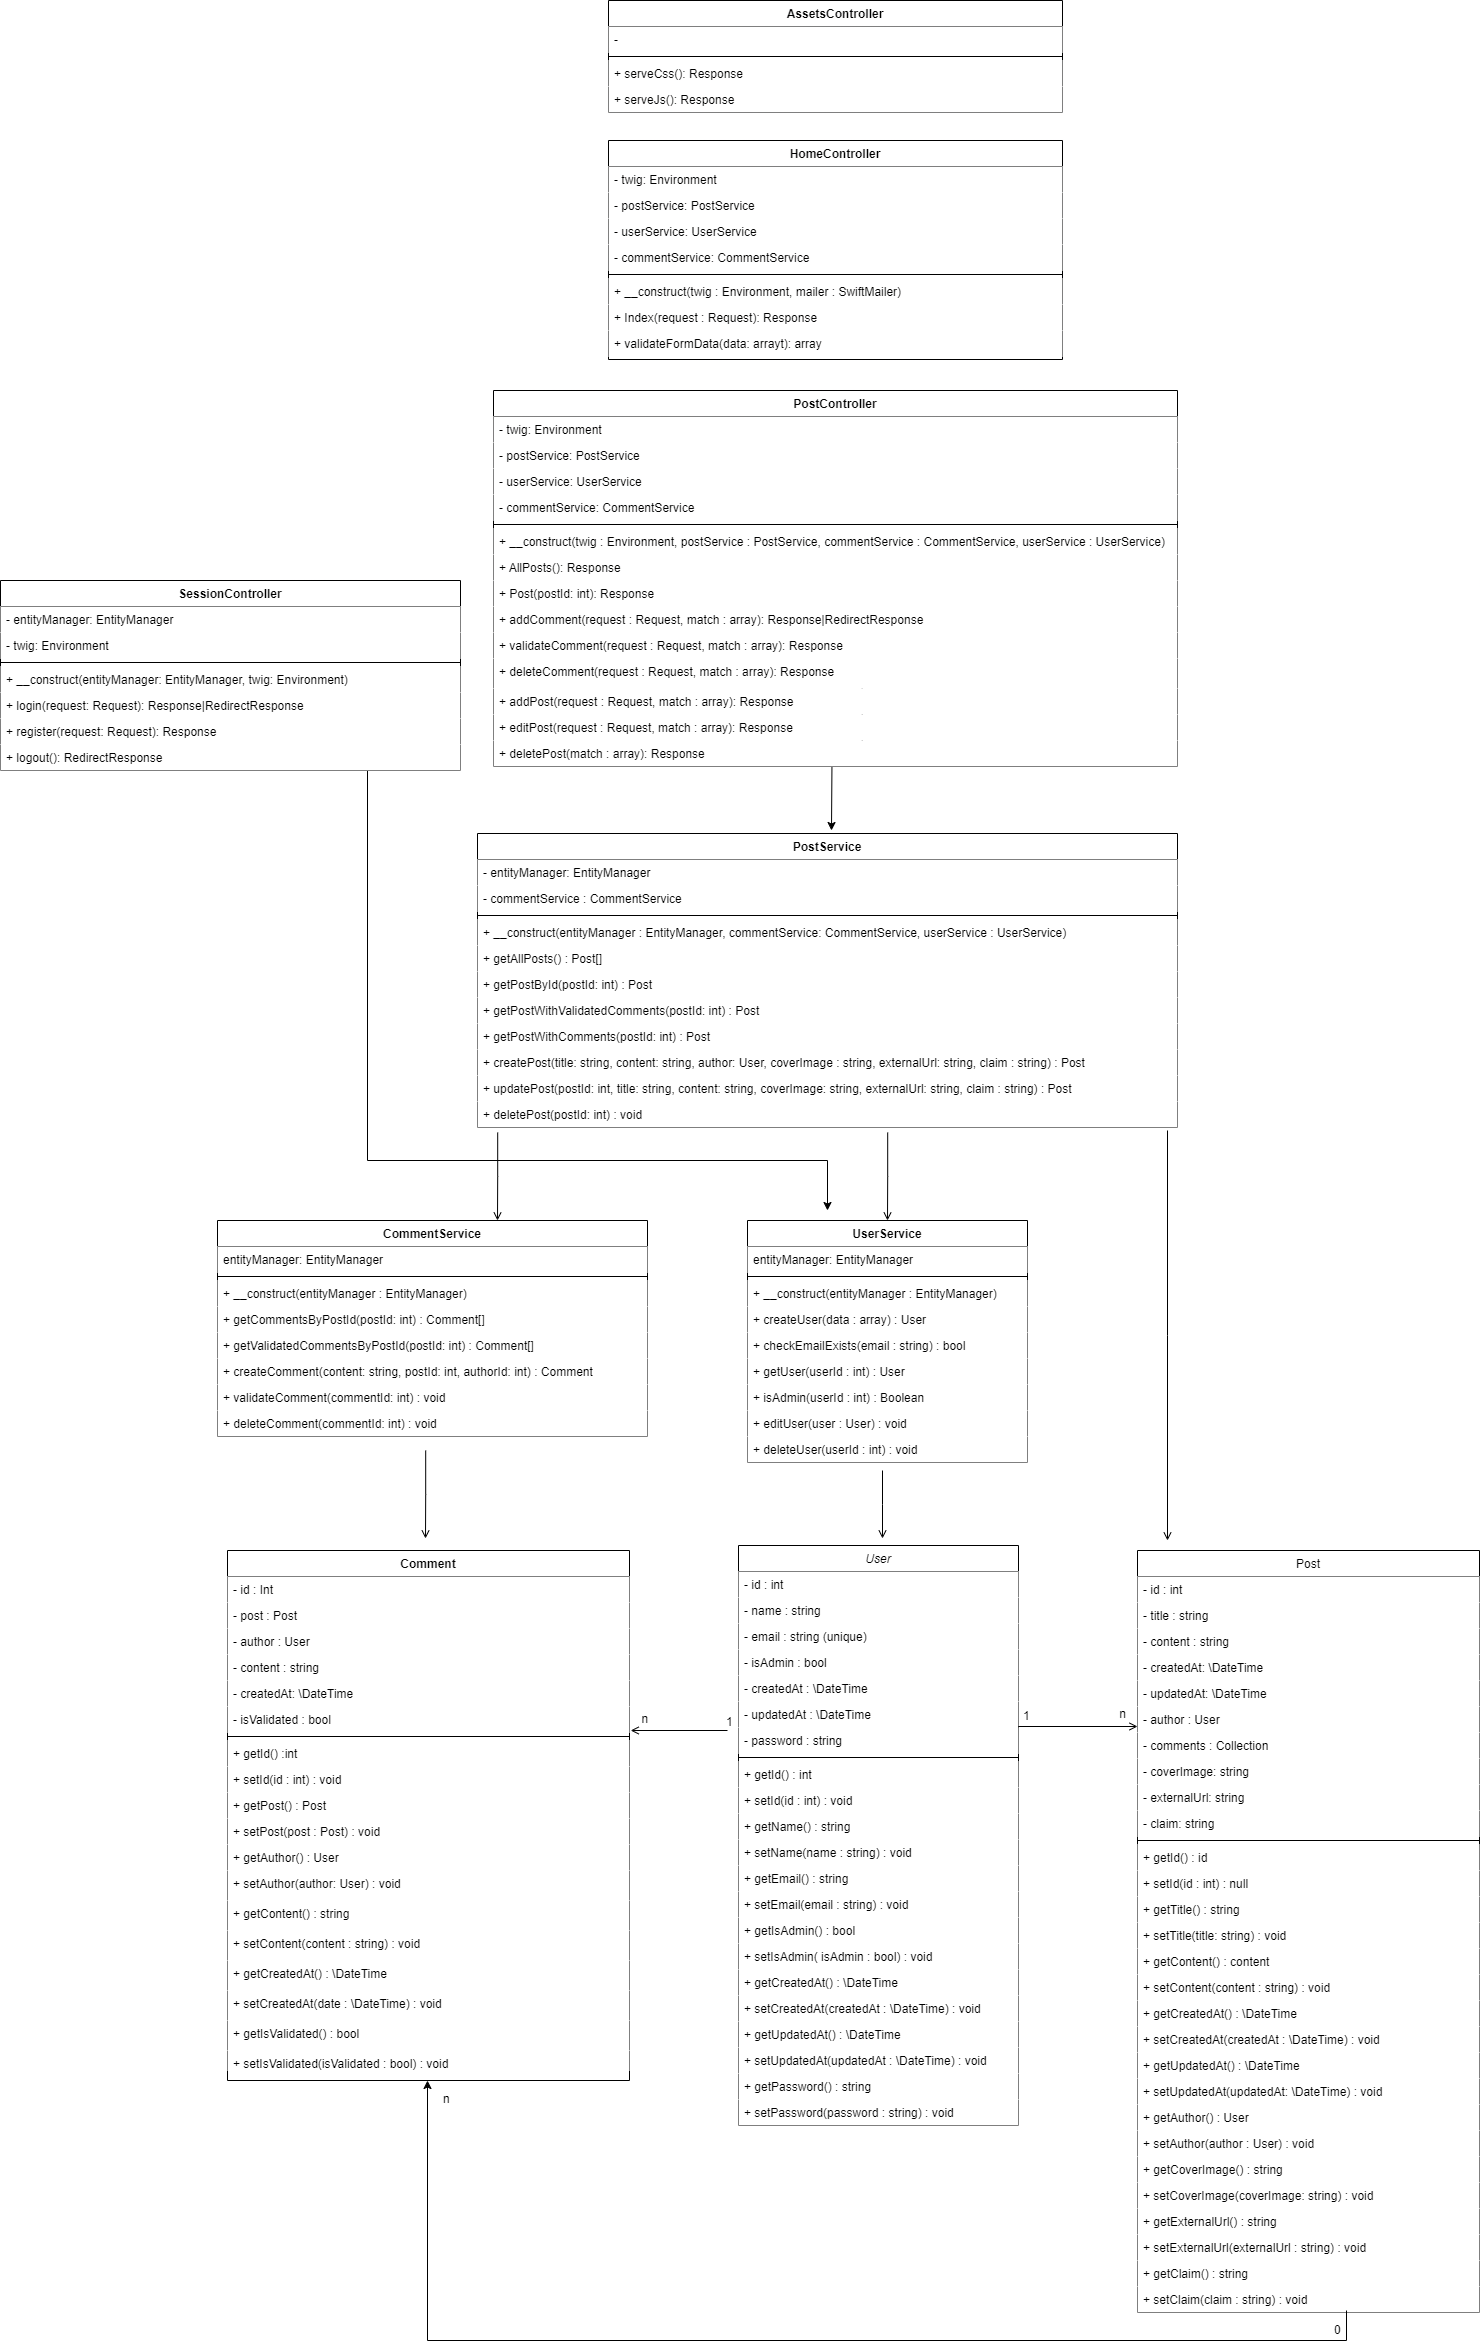 AssetsController
-
+ serveCss(): Response
+ serveJs(): Response
HomeController
- twig: Environment
- postService: PostService
- userService: UserService
- commentService: CommentService
+ __construct(twig : Environment, mailer : SwiftMailer)
+ Index(request : Request): Response
+ validateFormData(data: arrayt): array
PostController
- twig: Environment
- postService: PostService
- userService: UserService
- commentService: CommentService
+ __construct(twig : Environment, postService : PostService, commentService : CommentService, userService : UserService)
+ AllPosts(): Response
+ Post(postId: int): Response
+ addComment(request : Request, match : array): Response|RedirectResponse
+ validateComment(request : Request, match : array): Response
+ deleteComment(request : Request, match : array): Response
+ addPost(request : Request, match : array): Response
+ editPost(request : Request, match : array): Response
+ deletePost(match : array): Response
SessionController
- entityManager: EntityManager
- twig: Environment
+ __construct(entityManager: EntityManager, twig: Environment)
+ login(request: Request): Response|RedirectResponse
+ register(request: Request): Response
+ logout(): RedirectResponse
PostService
- entityManager: EntityManager
- commentService : CommentService
+ __construct(entityManager : EntityManager, commentService: CommentService, userService : UserService)
+ getAllPosts() : Post[]
+ getPostById(postId: int) : Post
+ getPostWithValidatedComments(postId: int) : Post
+ getPostWithComments(postId: int) : Post
+ createPost(title: string, content: string, author: User, coverImage : string, externalUrl: string, claim : string) : Post
+ updatePost(postId: int, title: string, content: string, coverImage: string, externalUrl: string, claim : string) : Post
+ deletePost(postId: int) : void
CommentService
entityManager: EntityManager
+ __construct(entityManager : EntityManager)
+ getCommentsByPostId(postId: int) : Comment[]
+ getValidatedCommentsByPostId(postId: int) : Comment[]
+ createComment(content: string, postId: int, authorId: int) : Comment
+ validateComment(commentId: int) : void
+ deleteComment(commentId: int) : void
UserService
entityManager: EntityManager
+ __construct(entityManager : EntityManager)
+ createUser(data : array) : User
+ checkEmailExists(email : string) : bool
+ getUser(userId : int) : User
+ isAdmin(userId : int) : Boolean
+ editUser(user : User) : void
+ deleteUser(userId : int) : void
Comment
- id : Int
- post : Post
- author : User
- content : string
- createdAt: \DateTime
- isValidated : bool
+ getId() :int
+ setId(id : int) : void
+ getPost() : Post
+ setPost(post : Post) : void
+ getAuthor() : User
+ setAuthor(author: User) : void
+ getContent() : string
+ setContent(content : string) : void
+ getCreatedAt() : \DateTime
+ setCreatedAt(date : \DateTime) : void
+ getIsValidated() : bool
+ setIsValidated(isValidated : bool) : void
n
n
1
User
- id : int
- name : string
- email : string (unique)
- isAdmin : bool
- createdAt : \DateTime
- updatedAt : \DateTime
- password : string
+ getId() : int
+ setId(id : int) : void
+ getName() : string
+ setName(name : string) : void
+ getEmail() : string
+ setEmail(email : string) : void
+ getIsAdmin() : bool
+ setIsAdmin( isAdmin : bool) : void
+ getCreatedAt() : \DateTime
+ setCreatedAt(createdAt : \DateTime) : void
+ getUpdatedAt() : \DateTime
+ setUpdatedAt(updatedAt : \DateTime) : void
+ getPassword() : string
+ setPassword(password : string) : void
1
n
Post
- id : int
- title : string
- content : string
- createdAt: \DateTime
- updatedAt: \DateTime
- author : User
- comments : Collection
- coverImage: string
- externalUrl: string
- claim: string
+ getId() : id
+ setId(id : int) : null
+ getTitle() : string
+ setTitle(title: string) : void
+ getContent() : content
+ setContent(content : string) : void
+ getCreatedAt() : \DateTime
+ setCreatedAt(createdAt : \DateTime) : void
+ getUpdatedAt() : \DateTime
+ setUpdatedAt(updatedAt: \DateTime) : void
+ getAuthor() : User
+ setAuthor(author : User) : void
+ getCoverImage() : string
+ setCoverImage(coverImage: string) : void
+ getExternalUrl() : string
+ setExternalUrl(externalUrl : string) : void
+ getClaim() : string
+ setClaim(claim : string) : void
0